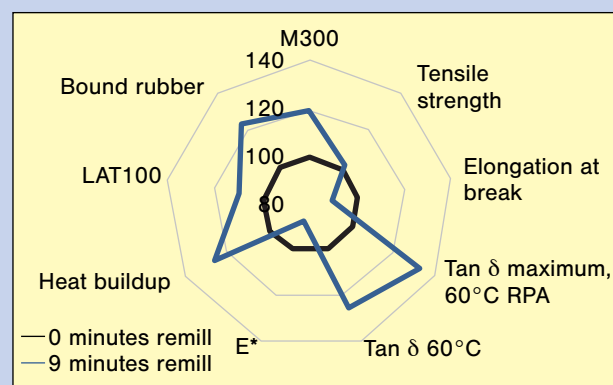 M300
140
Tensile
strength
Bound rubber
120
100
Elongation at
break
LAT100
80
Tan δ maximum,
60°C RPA
Heat buildup
0 minutes remill
9 minutes remill
E*
Tan δ 60°C